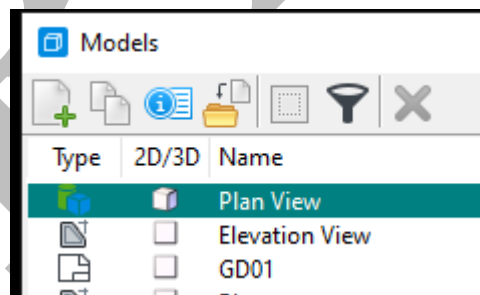 Models
Type 2D/3D Name
Plan View
Elevation View
GD01